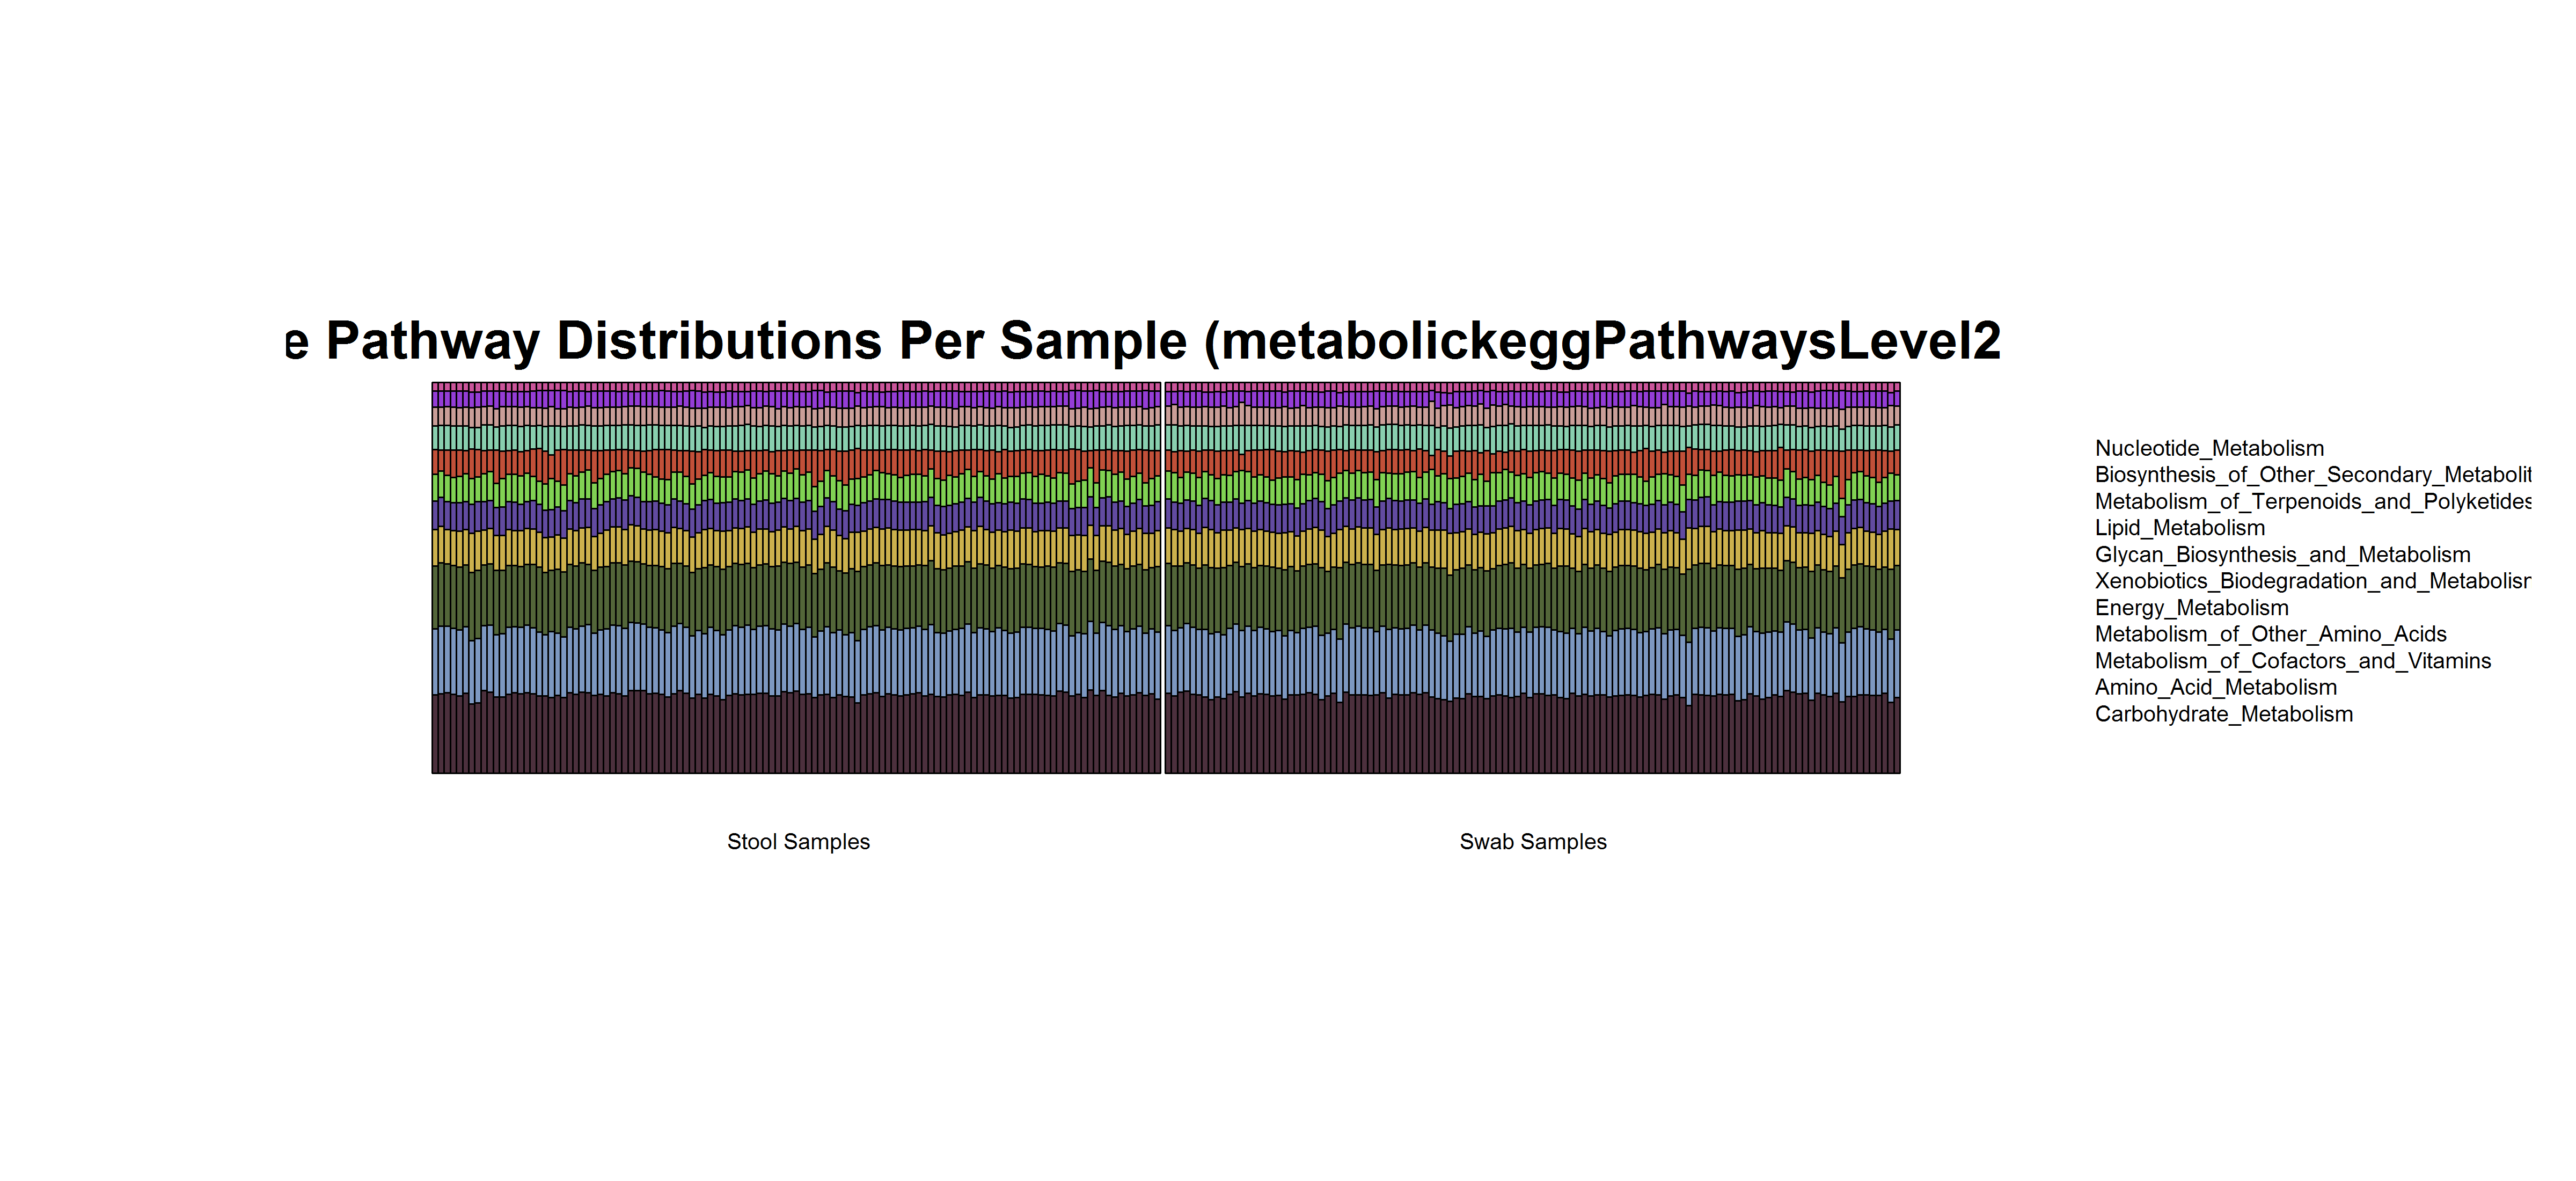 e Pathway Distributions Per Sample (metabolickeggPathwaysLevel2
Nucleotide_Metabolism
Biosynthesis_of_Other_Secondary_Metabolit
Metabolism_of_Terpenoids_and_Polyketides
Lipid_Metabolism
Glycan_Biosynthesis_and_Metabolism
Xenobiotics_Biodegradation_and_Metabolism
Energy_Metabolism
Metabolism_of_Other_Amino_Acids
Metabolism_of_Cofactors_and_Vitamins
Amino_Acid_Metabolism
Carbohydrate_Metabolism
Stool Samples
Swab Samples